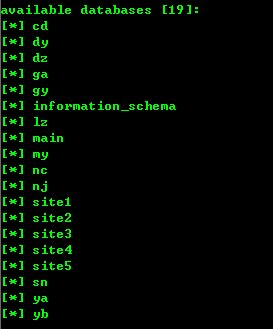 available databases [19]:
[*] cd
[*] dy
[*] dz
[*] ga
[*] gy
[*] information_schema
[*] lz
[*] main
[*] my
[*] nc
[*] nj
[*] site1
[*] site2
[*] site3
[*] site4
[*] site5
[*] sn
[*] ya
[*] yb